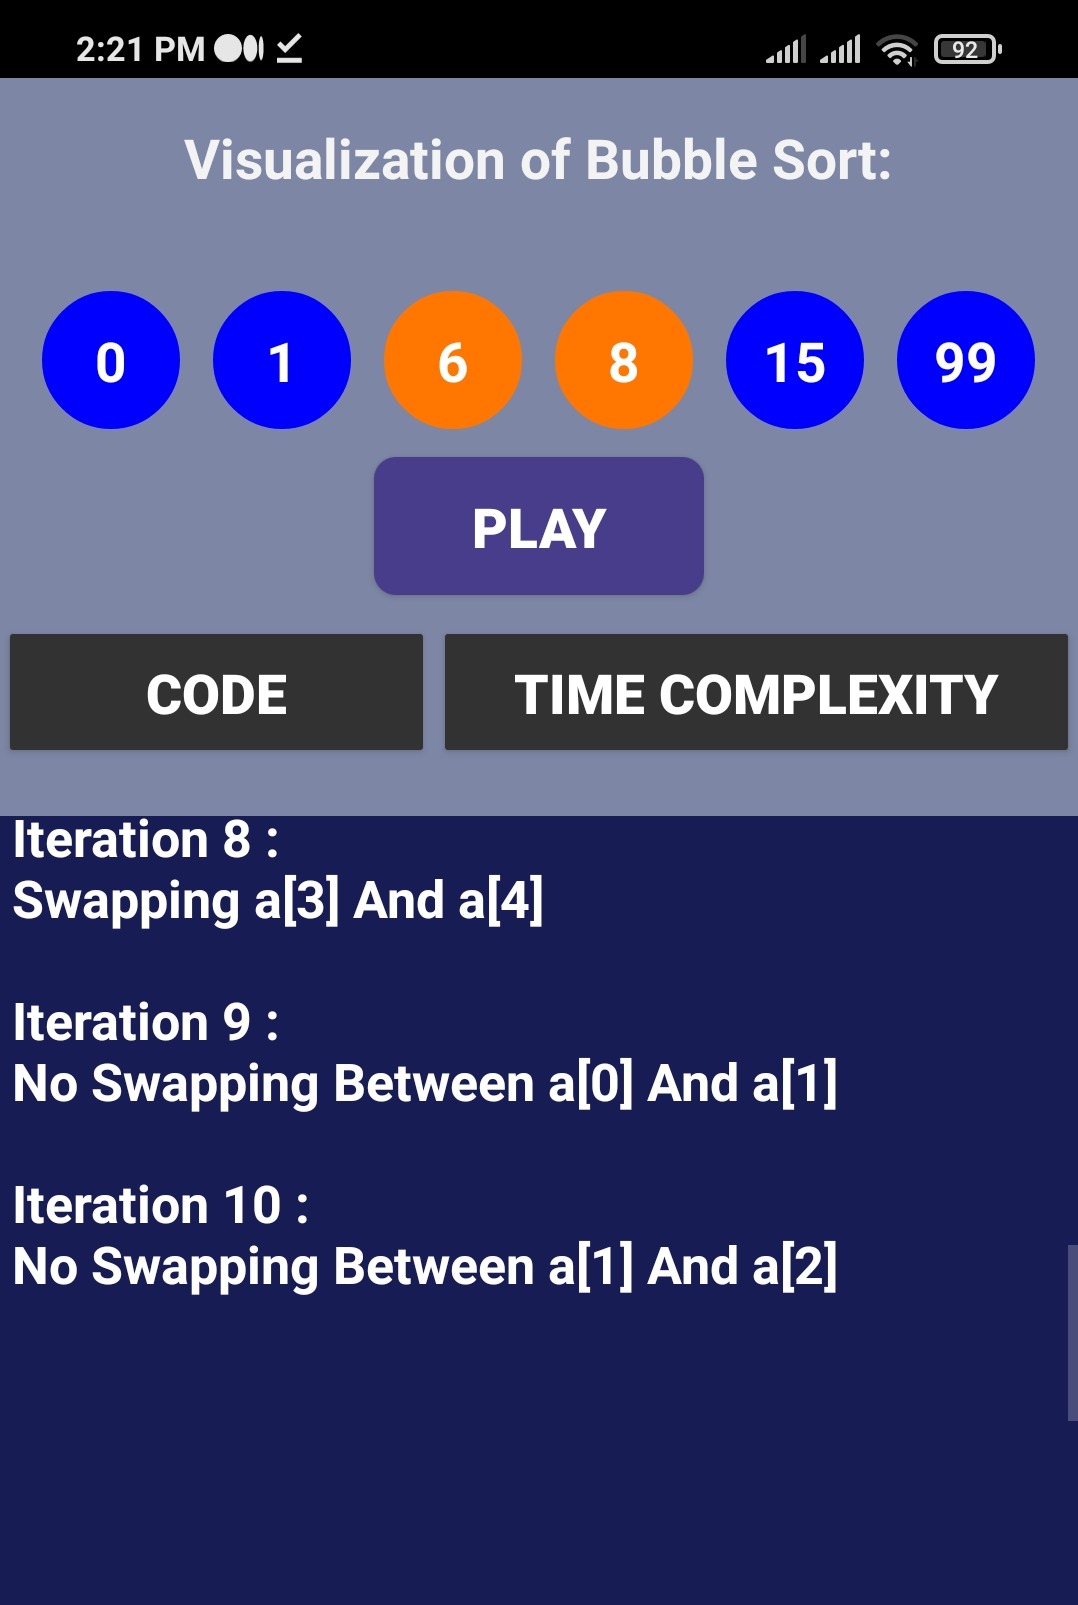 2:21 PM
92
Visualization of Bubble Sort:
0 1 6 8 15 99
PLAY
CODE TIME COMPLEXITY
Iteration 8 :
Swapping a[3] And a[4]
Iteration 9 :
No Swapping Between a[0] And a[1]
Iteration 10 :
No Swapping Between a[1] And a[2]